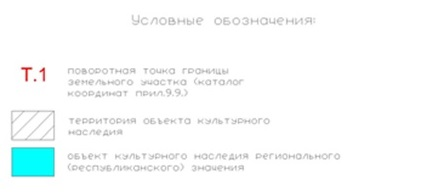 Условные обозначения:
Т.1
поворотная точка границы
земельного участка (каталог
координат прил.9.9.)
территория объекта культурного
наследия
объект культурного наследия регионального
(республиканского) значения